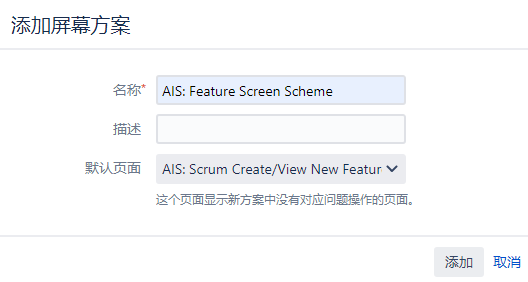 添加屏幕方案
名称*
AIS: Feature Screen Scheme
描述
默认页面
AIS: Scrum Create/View New Featur
这个页面显示新方案中没有对应问题操作的页面。
添加 取消